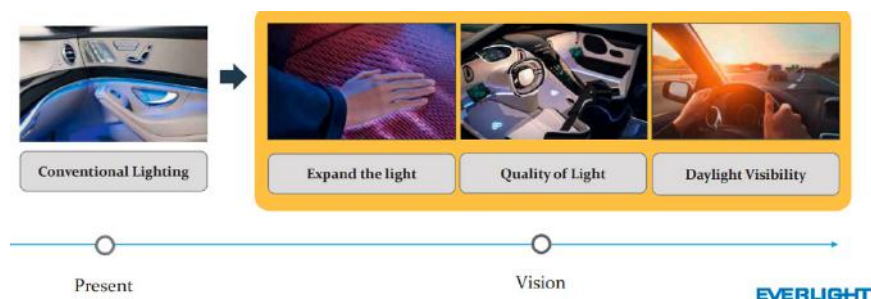 Conventional Lighting
Expand the light
Quality of Light
Daylight Visibility
Present
Vision
EVERLIGHT